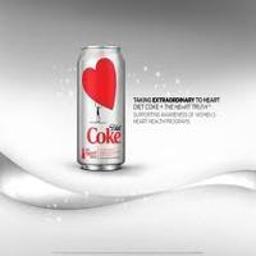 TAKING EXTRAORDINARY TO HEART
DIET COKE + THE HEART TRUTH®
SUPPORTING AWARENESS OF WOMEN'S
HEART HEALTH PROGRAMS.
Diet
Coke